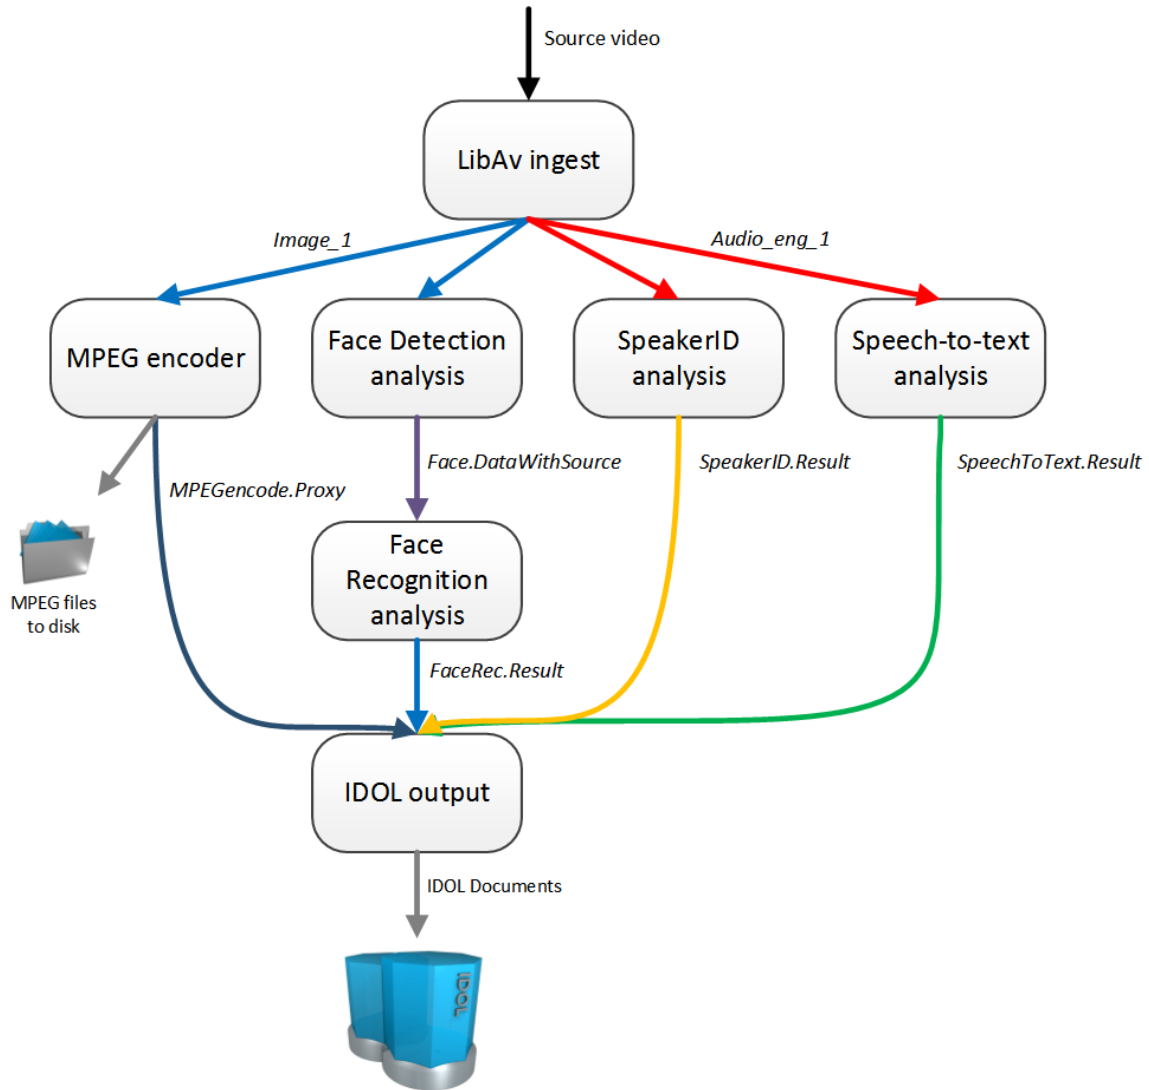 Source video
LibAv ingest
Image_1
Audio_eng_1
MPEG encoder
Face Detection
analysis
SpeakerID
analysis
Speech-to-text
analysis
MPEGencode.Proxy
Face.DataWithSource
SpeakerID.Result
SpeechToText.Result
MPEG files
to disk
Face
Recognition
analysis
FaceRec.Result
IDOL output
IDOL Documents
IDOL